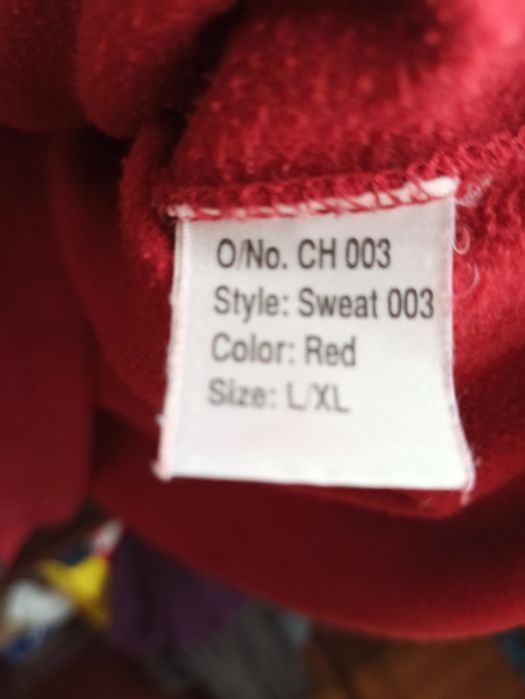 O/No. CH 003
Style: Sweat 003
Color: Red
Size: L/XL